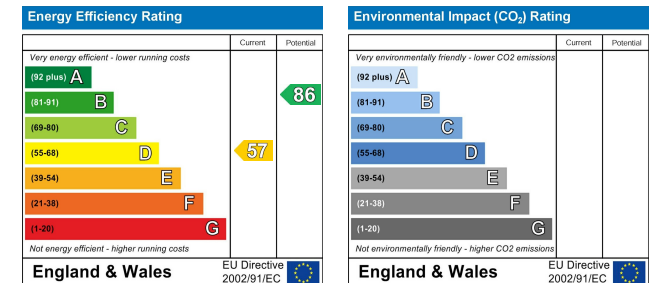 Energy Efficiency Rating
Current Potential
Very energy efficient - lower running costs
(92 plus) A
(81-91) B
86
(69-80) C
(55-68) D
57
(39-54) E
(21-38) F
(1-20) G
Not energy efficient - higher running costs
England & Wales
EU Directive
2002/91/EC
Environmental Impact (CO₂) Rating
Current Potential
Very environmentally friendly - lower CO2 emissions
(92 plus) A
(81-91) B
(69-80) C
(55-68) D
(39-54) E
(21-38) F
(1-20) G
Not environmentally friendly - higher CO2 emissions
England & Wales
EU Directive
2002/91/EC